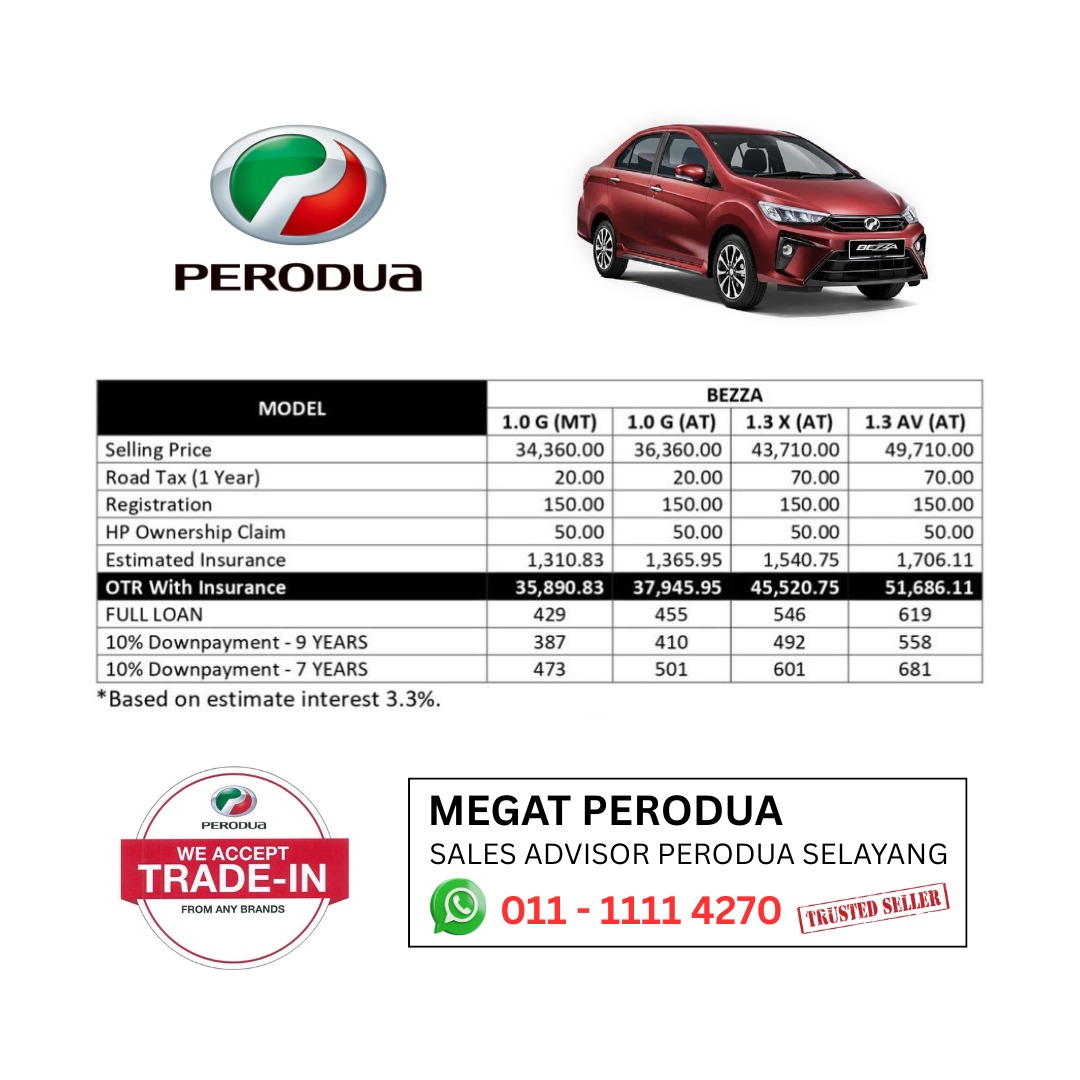 PERODUA
BEZZA
MODEL BEZZA
1.0 G (MT) 1.0 G (AT) 1.3 X (AT) 1.3 AV (AT)
Selling Price 34,360.00 36,360.00 43,710.00 49,710.00
Road Tax (1 Year) 20.00 20.00 70.00 70.00
Registration 150.00 150.00 150.00 150.00
HP Ownership Claim 50.00 50.00 50.00 50.00
Estimated Insurance 1,310.83 1,365.95 1,540.75 1,706.11
OTR With Insurance 35,890.83 37,945.95 45,520.75 51,686.11
FULL LOAN 429 455 546 619
10% Downpayment - 9 YEARS 387 410 492 558
10% Downpayment - 7 YEARS 473 501 601 681
*Based on estimate interest 3.3%.
PERODUA
WE ACCEPT
TRADE-IN
FROM ANY BRANDS
MEGAT PERODUA
SALES ADVISOR PERODUA SELAYANG
011 - 1111 4270
TRUSTED SELLER